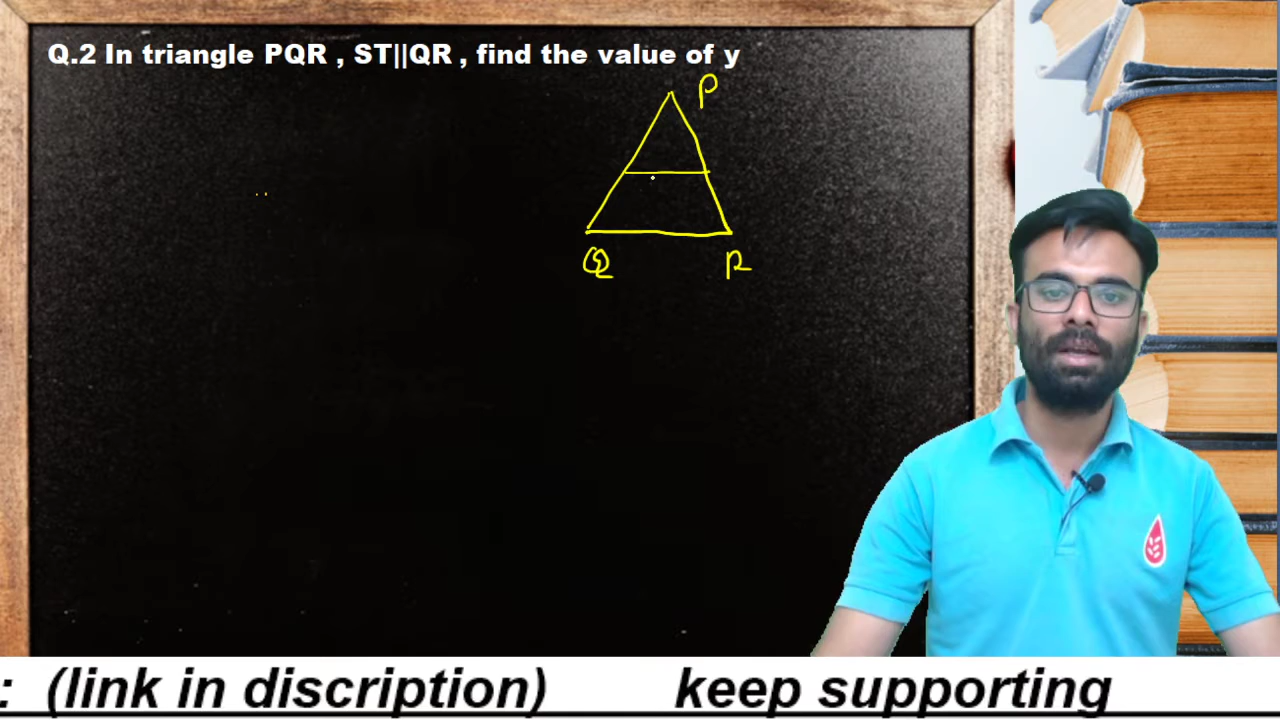 Q.2 In triangle PQR , ST||QR , find the value of y
P
Q R
: (link in discription) keep supporting